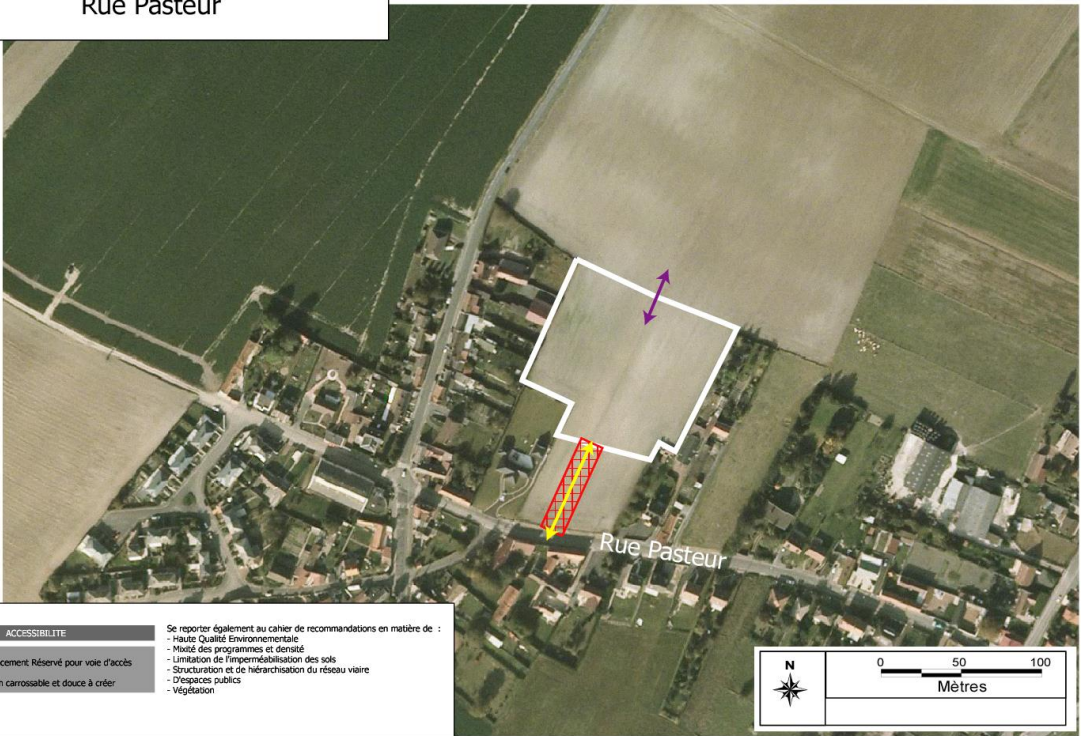 Rue Pasteur
Rue Pasteur
ACCESSIBILITE
cement Réservé pour voie d'accès
n carrossable et douce à créer
Se reporter également au cahier de recommandations en matière de :
- Haute Qualité Environnementale
- Mixité des programmes et densité
- Limitation de l'imperméabilisation des sols
- Structuration et de hiérarchisation du réseau viaire
- D'espaces publics
- Végétation
N
0 50 100
Mètres